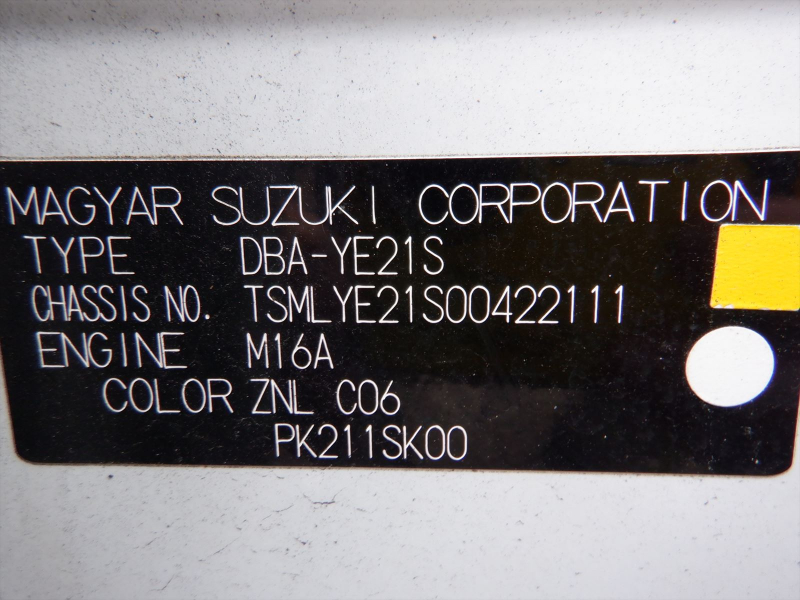 MAGYAR SUZUKI CORPORATION
TYPE DBA-YE21S
CHASSIS NO. TSMLYE21S00422111
ENGINE M16A
COLOR ZNL C06
PK211SK00